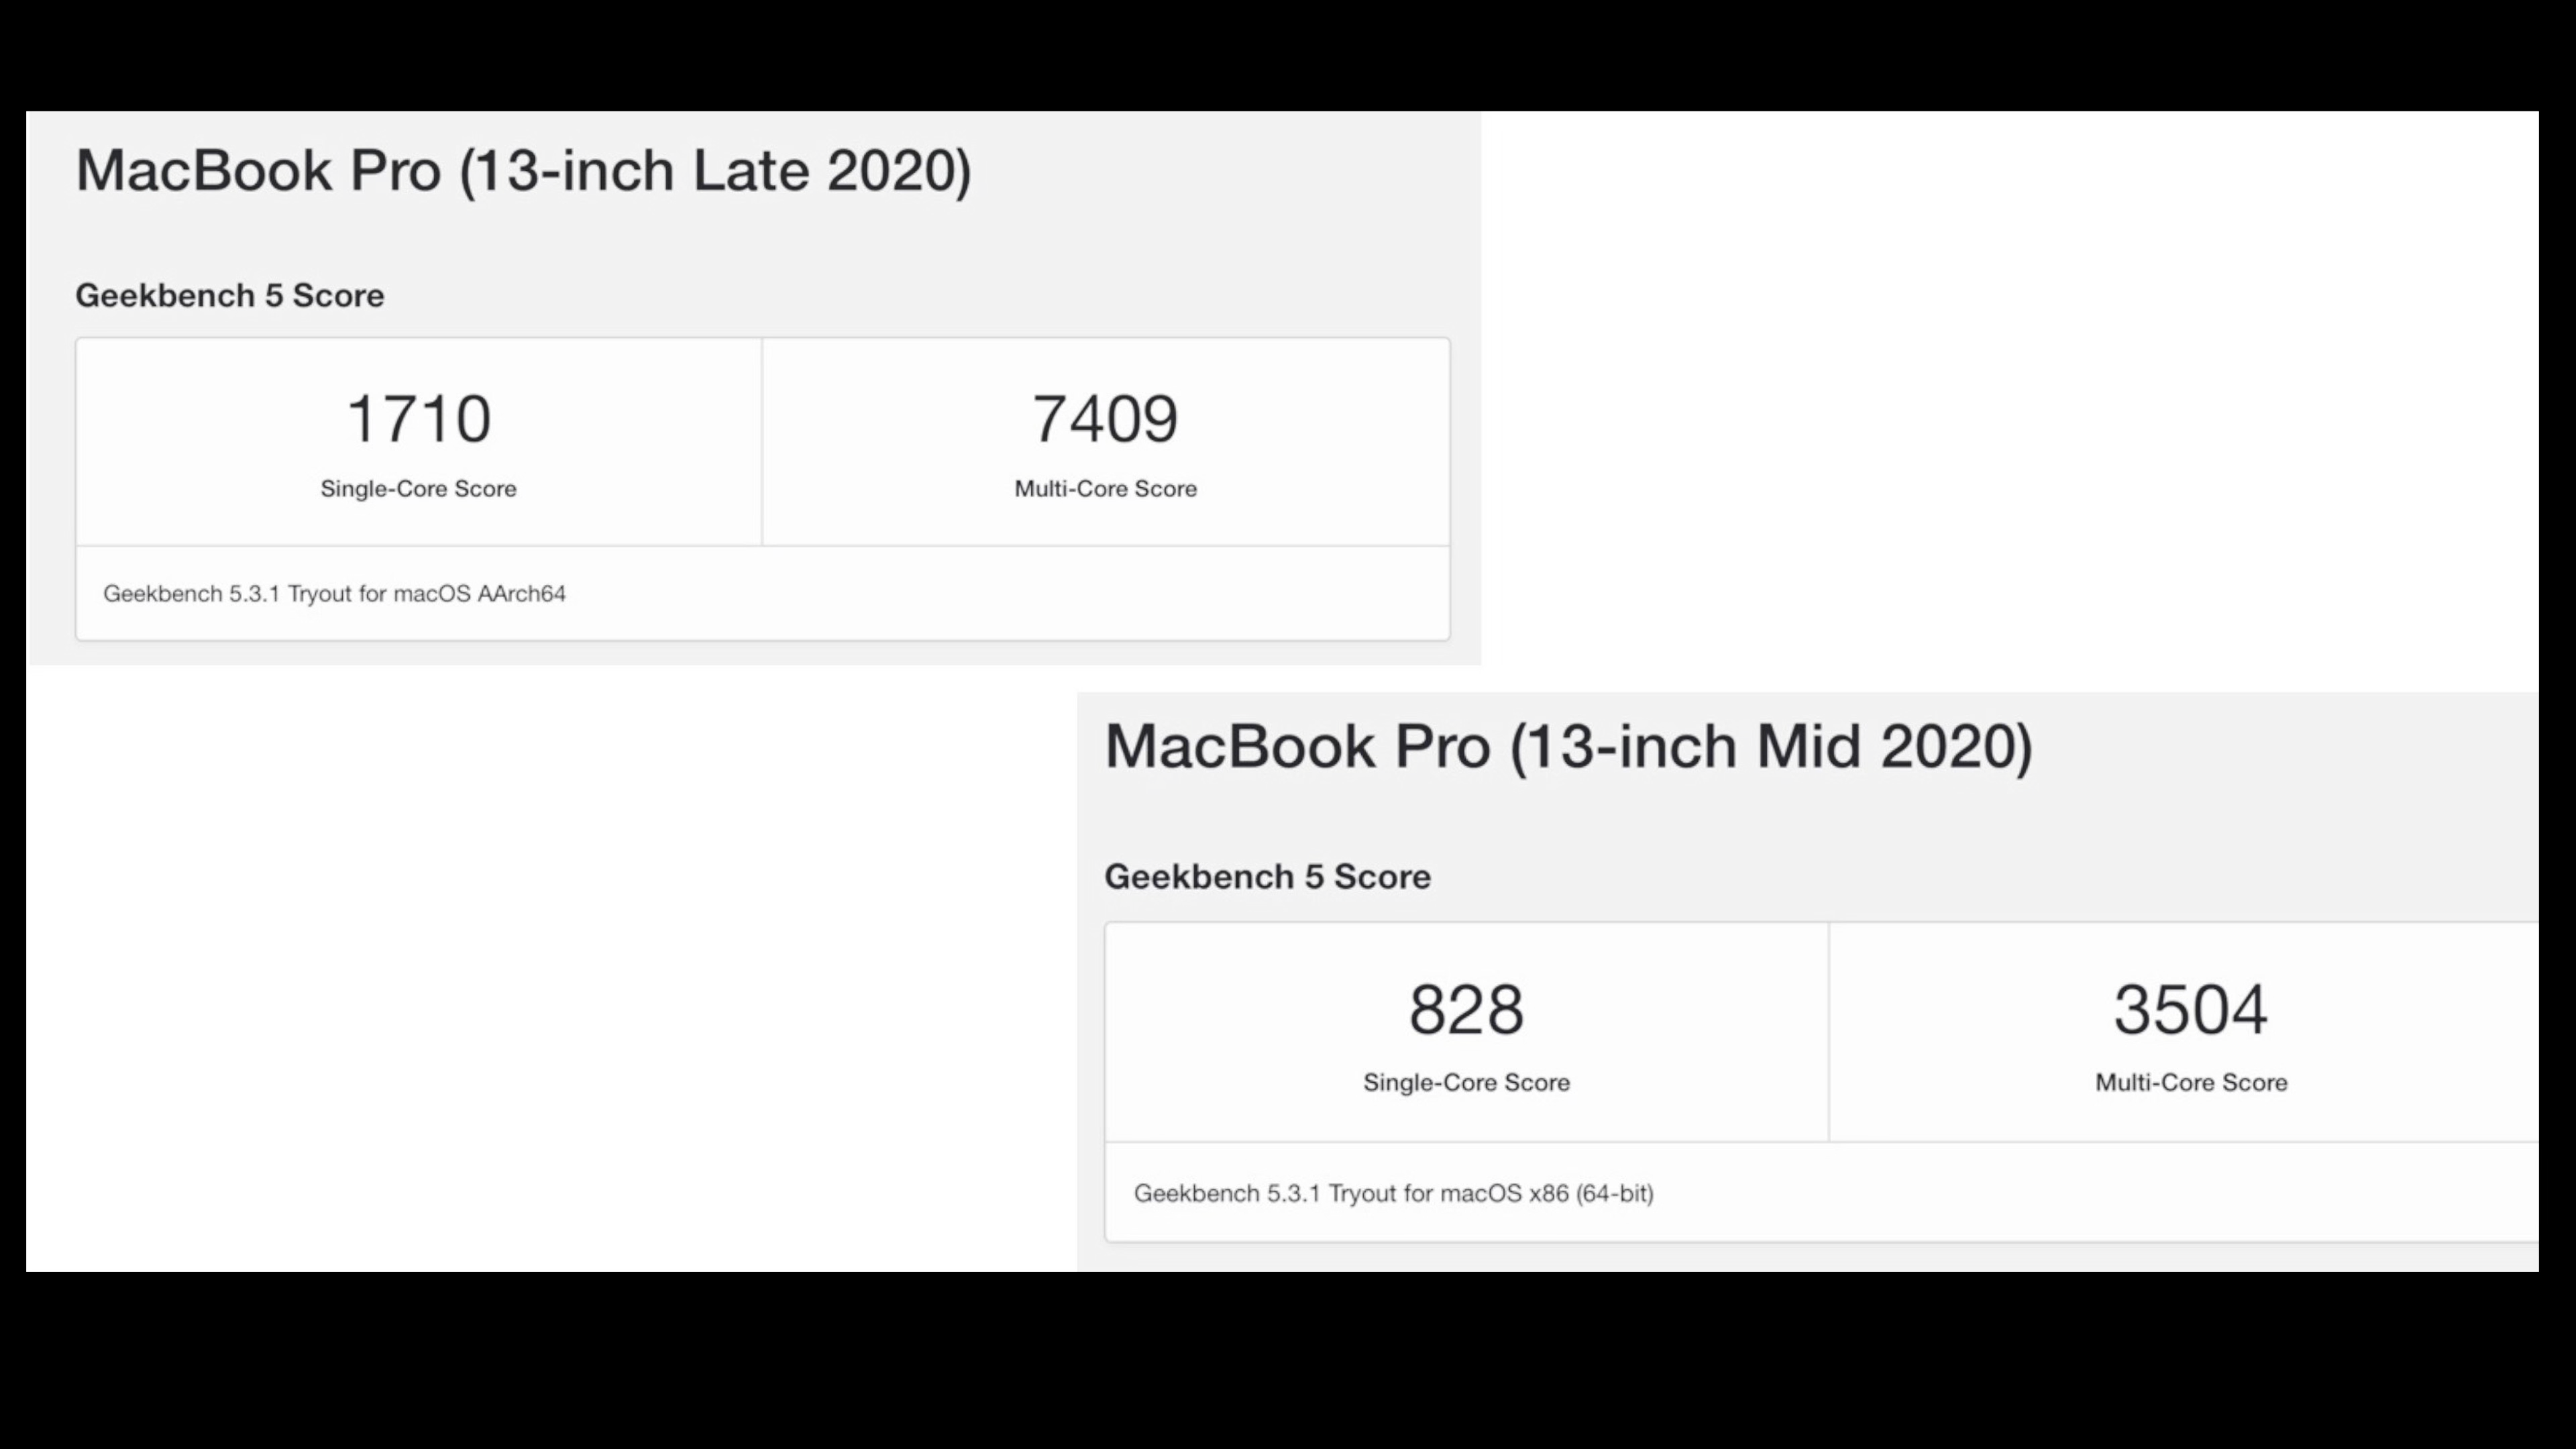 MacBook Pro (13-inch Late 2020)
Geekbench 5 Score
1710
Single-Core Score
7409
Multi-Core Score
Geekbench 5.3.1 Tryout for macOS AArch64
MacBook Pro (13-inch Mid 2020)
Geekbench 5 Score
828
Single-Core Score
3504
Multi-Core Score
Geekbench 5.3.1 Tryout for macOS x86 (64-bit)